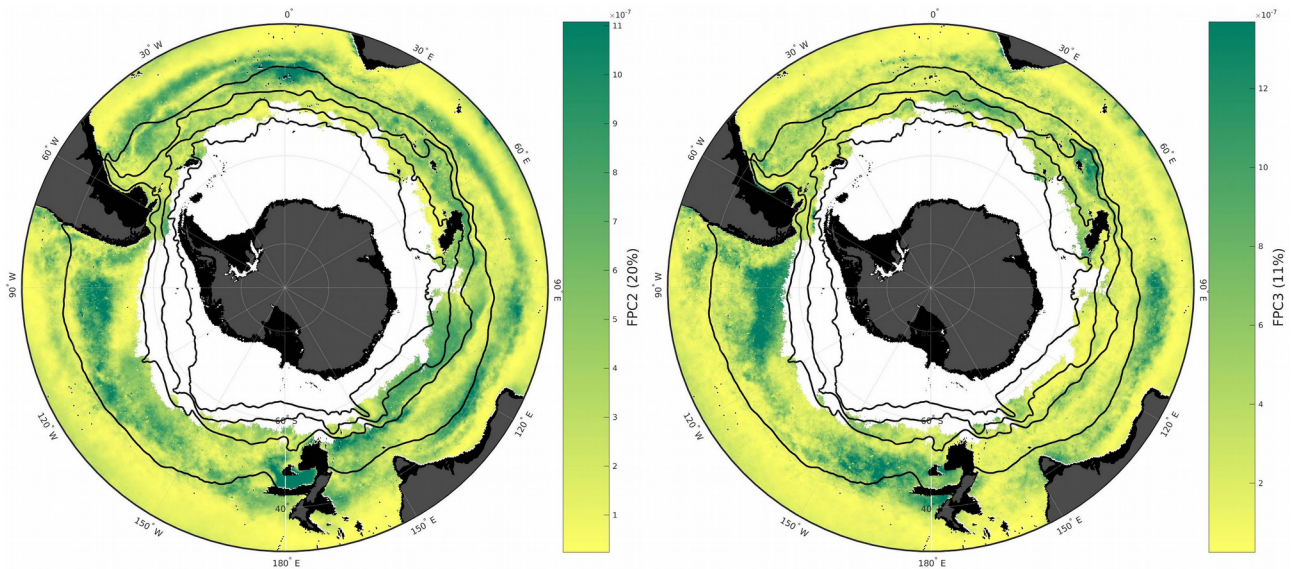 0°
30° W
30° E
60° W
60° E
90° W
90° E
120° W
120° E
150° W
150° E
180° E
60° S
40°
×10⁻⁷
11
10
9
8
7
6
5
4
3
2
1
FPC2 (20%)
0°
30° W
30° E
60° W
60° E
90° W
90° E
120° W
120° E
150° W
150° E
180° E
60° S
40°
×10⁻⁷
12
10
8
6
4
2
FPC3 (11%)